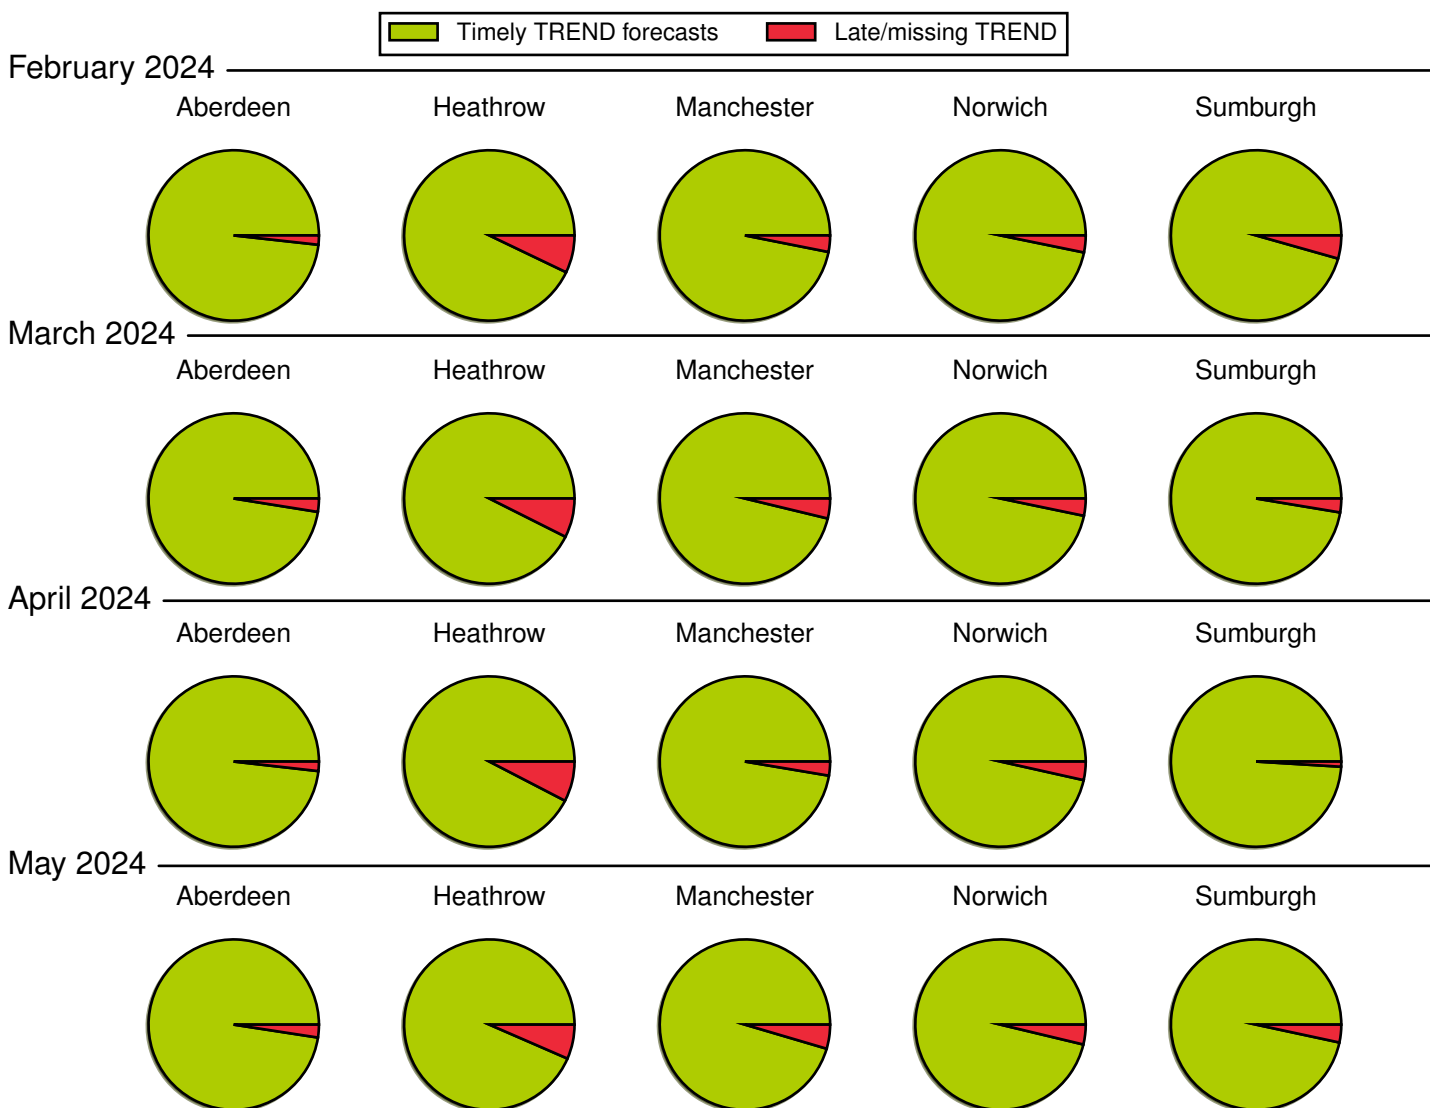 Timely TREND forecasts Late/missing TREND
February 2024
Aberdeen Heathrow Manchester Norwich Sumburgh
March 2024
Aberdeen Heathrow Manchester Norwich Sumburgh
April 2024
Aberdeen Heathrow Manchester Norwich Sumburgh
May 2024
Aberdeen Heathrow Manchester Norwich Sumburgh